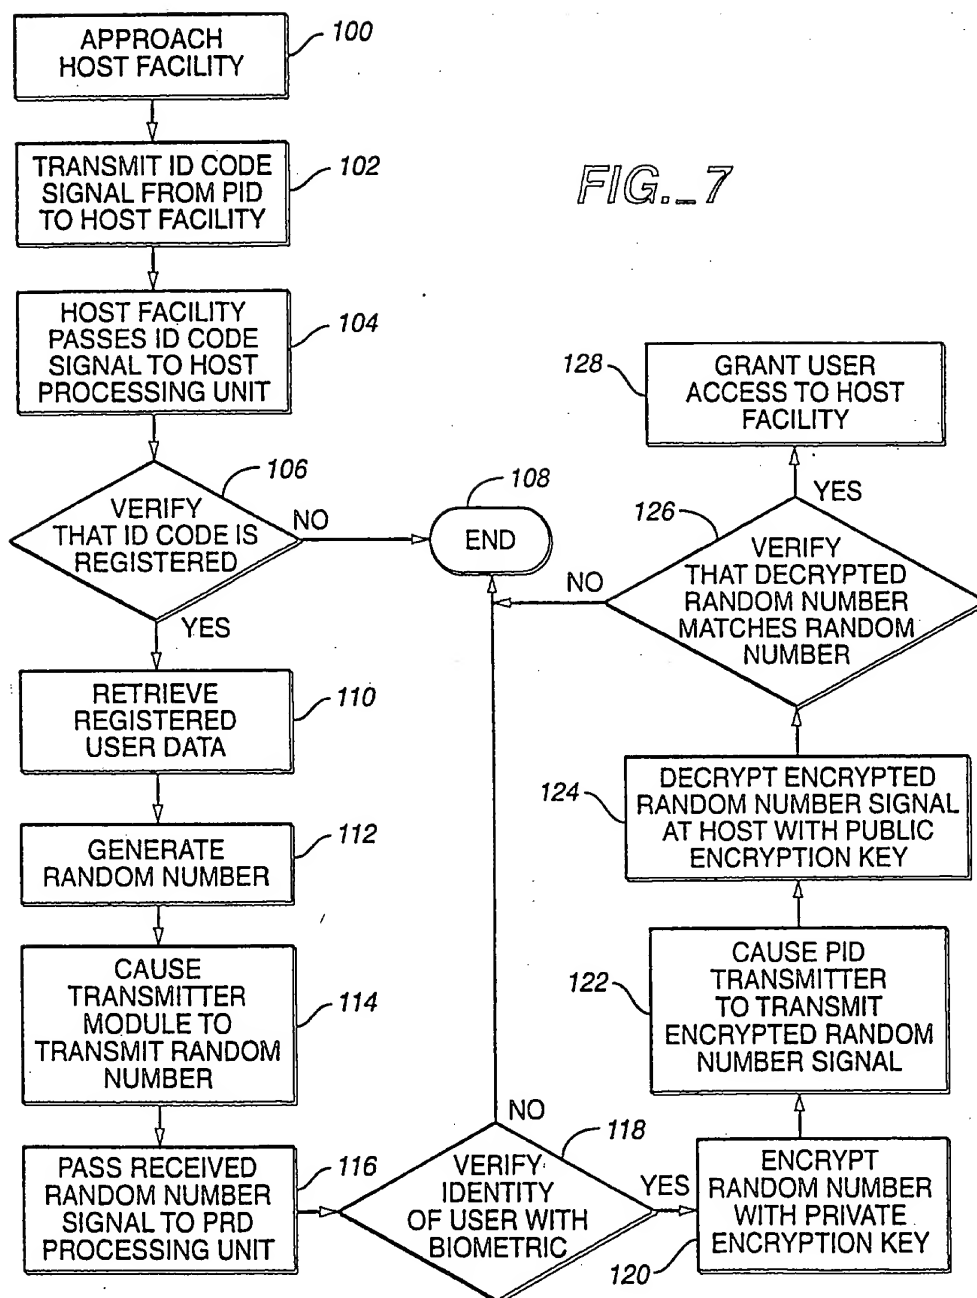 APPROACH
HOST FACILITY
100
TRANSMIT ID CODE
SIGNAL FROM PID
TO HOST FACILITY
102
FIG._7
HOST FACILITY
PASSES ID CODE
SIGNAL TO HOST
PROCESSING UNIT
104
VERIFY
THAT ID CODE IS
REGISTERED
106
NO
YES
END
108
RETRIEVE
REGISTERED
USER DATA
110
GENERATE
RANDOM NUMBER
112
CAUSE
TRANSMITTER
MODULE TO
TRANSMIT RANDOM
NUMBER
114
PASS RECEIVED
RANDOM NUMBER
SIGNAL TO PRD
PROCESSING UNIT
116
VERIFY
IDENTITY
OF USER WITH
BIOMETRIC
118
NO
YES
ENCRYPT
RANDOM NUMBER
WITH PRIVATE
ENCRYPTION KEY
120
CAUSE PID
TRANSMITTER
TO TRANSMIT
ENCRYPTED RANDOM
NUMBER SIGNAL
122
DECRYPT ENCRYPTED
RANDOM NUMBER SIGNAL
AT HOST WITH PUBLIC
ENCRYPTION KEY
124
VERIFY
THAT DECRYPTED
RANDOM NUMBER
MATCHES RANDOM
NUMBER
126
NO
YES
GRANT USER
ACCESS TO HOST
FACILITY
128